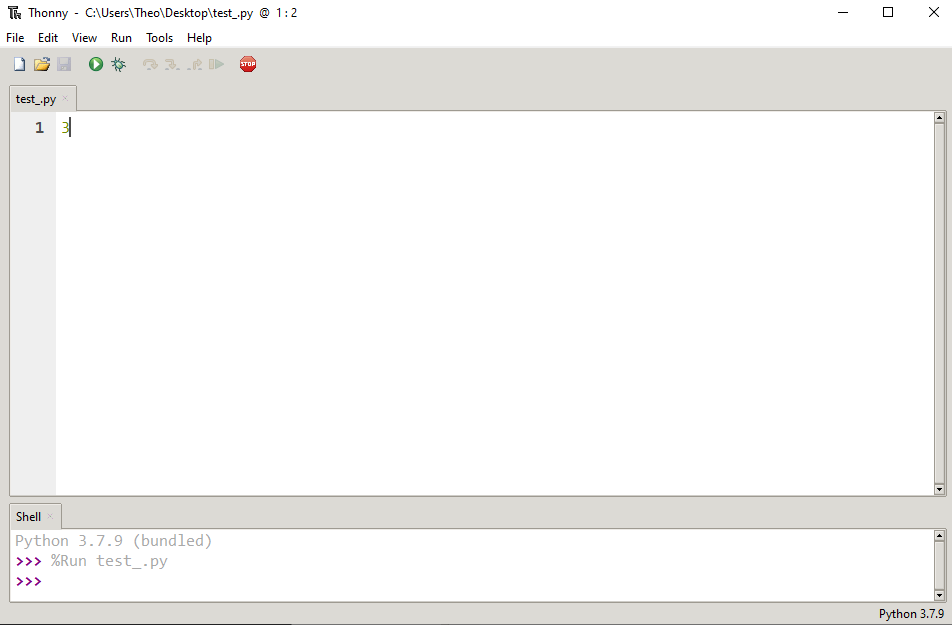 Thonny - C:\Users\Theo\Desktop\test_.py @ 1 : 2
File Edit View Run Tools Help
STOP
test_.py ×
1 3
Shell ×
Python 3.7.9 (bundled)
>>> %Run test_.py
>>>
Python 3.7.9